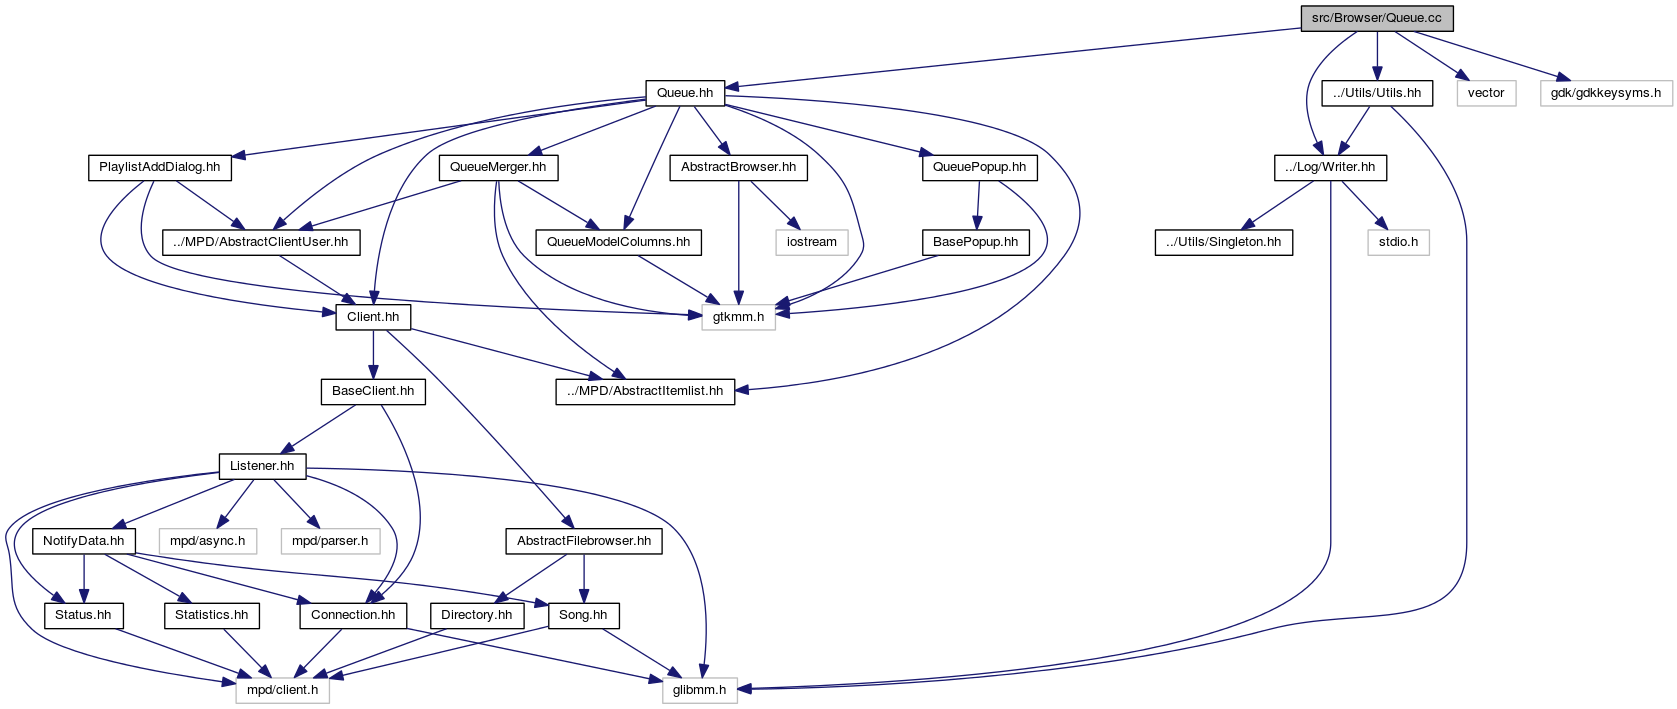 src/Browser/Queue.cc
Queue.hh
../Utils/Utils.hh
vector
gdk/gdkkeysyms.h
PlaylistAddDialog.hh
QueueMerger.hh
AbstractBrowser.hh
QueuePopup.hh
../Log/Writer.hh
../MPD/AbstractClientUser.hh
QueueModelColumns.hh
iostream
BasePopup.hh
../Utils/Singleton.hh
stdio.h
Client.hh
gtkmm.h
BaseClient.hh
../MPD/AbstractItemlist.hh
Listener.hh
NotifyData.hh
mpd/async.h
mpd/parser.h
AbstractFilebrowser.hh
Status.hh
Statistics.hh
Connection.hh
Directory.hh
Song.hh
mpd/client.h
glibmm.h